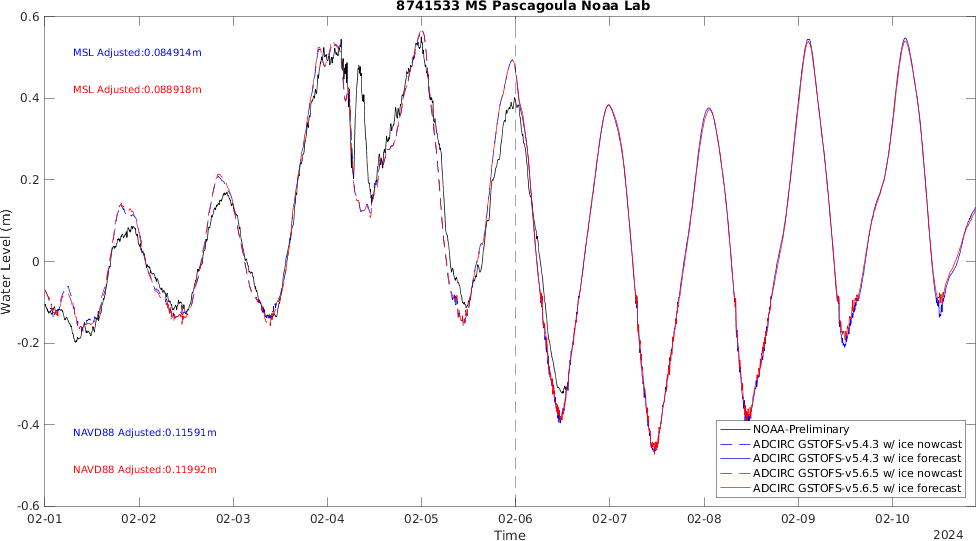 8741533 MS Pascagoula Noaa Lab
0.6
MSL Adjusted:0.084914m
MSL Adjusted:0.088918m
0.4
0.2
0
-0.2
-0.4
-0.6
Water Level (m)
NAVD88 Adjusted:0.11591m
NAVD88 Adjusted:0.11992m
NOAA-Preliminary
ADCIRC GSTOFS-v5.4.3 w/ ice nowcast
ADCIRC GSTOFS-v5.4.3 w/ ice forecast
ADCIRC GSTOFS-v5.6.5 w/ ice nowcast
ADCIRC GSTOFS-v5.6.5 w/ ice forecast
02-01 02-02 02-03 02-04 02-05 02-06 02-07 02-08 02-09 02-10
Time
2024